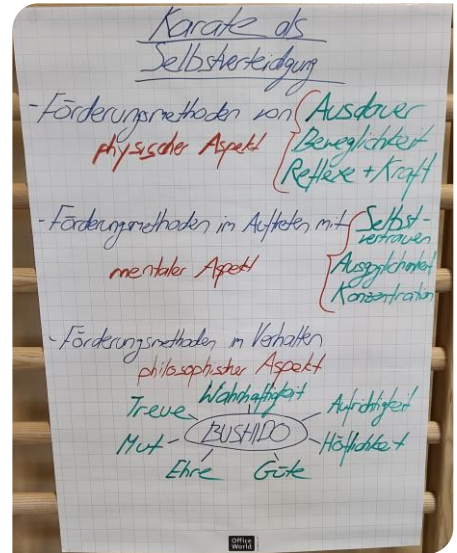 Karate als
Selbstverteidigung
- Förderungsmethoden von Ausdauer
physischer Aspekt Beweglichkeit
Reflexe + Kraft
- Förderungsmethoden im Auftreten mit Selbst-
vertrauen
mentaler Aspekt Ausgeglichenheit
Konzentration
- Förderungsmethoden im Verhalten
philosophischer Aspekt
Wahrhaftigkeit
Treue Aufrichtigkeit
Mut BUSHIDO Höflichkeit
Ehre Güte
Office
World